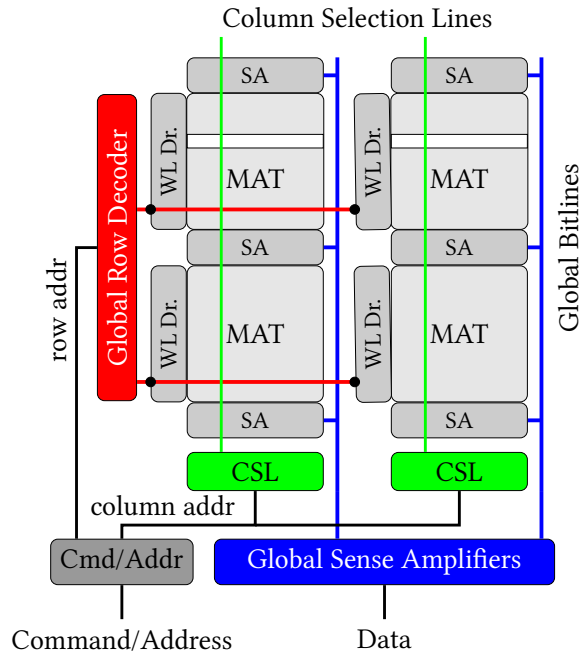 Column Selection Lines
SA
SA
WL Dr.
MAT
WL Dr.
MAT
Global Row Decoder
Global Bitlines
row addr
SA
SA
WL Dr.
MAT
WL Dr.
MAT
SA
SA
CSL
CSL
column addr
Cmd/Addr
Global Sense Amplifiers
Command/Address
Data